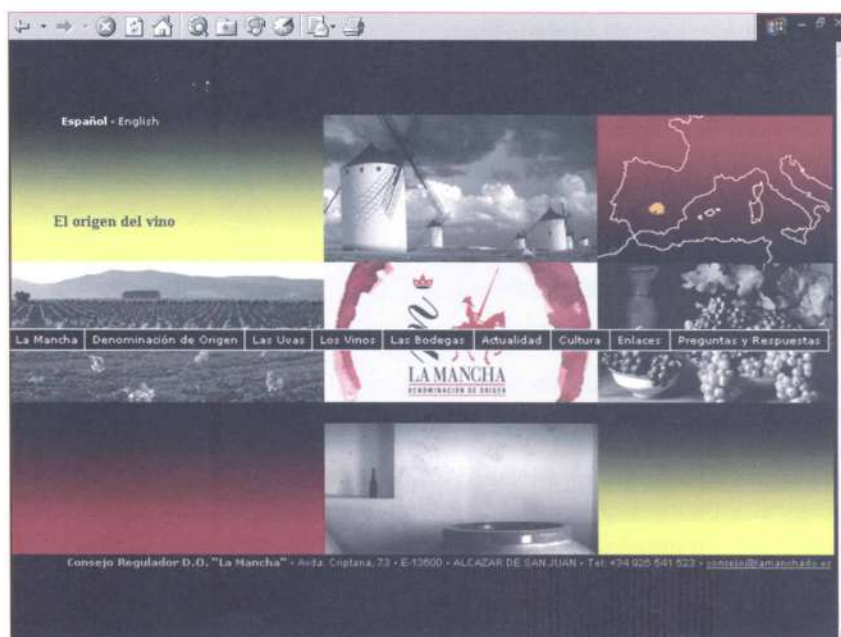 Español - English
El origen del vino
La Mancha Denominación de Origen Las Uvas Los Vinos Las Bodegas Actualidad Cultura Enlaces Preguntas y Respuestas
LA MANCHA
DENOMINACIÓN DE ORIGEN
Consejo Regulador D.O. "La Mancha" - Avda. Criptana, 73 - E-13600 - ALCAZAR DE SAN JUAN - Tel: +34 926 541 523 - consejo@lamanchado.es